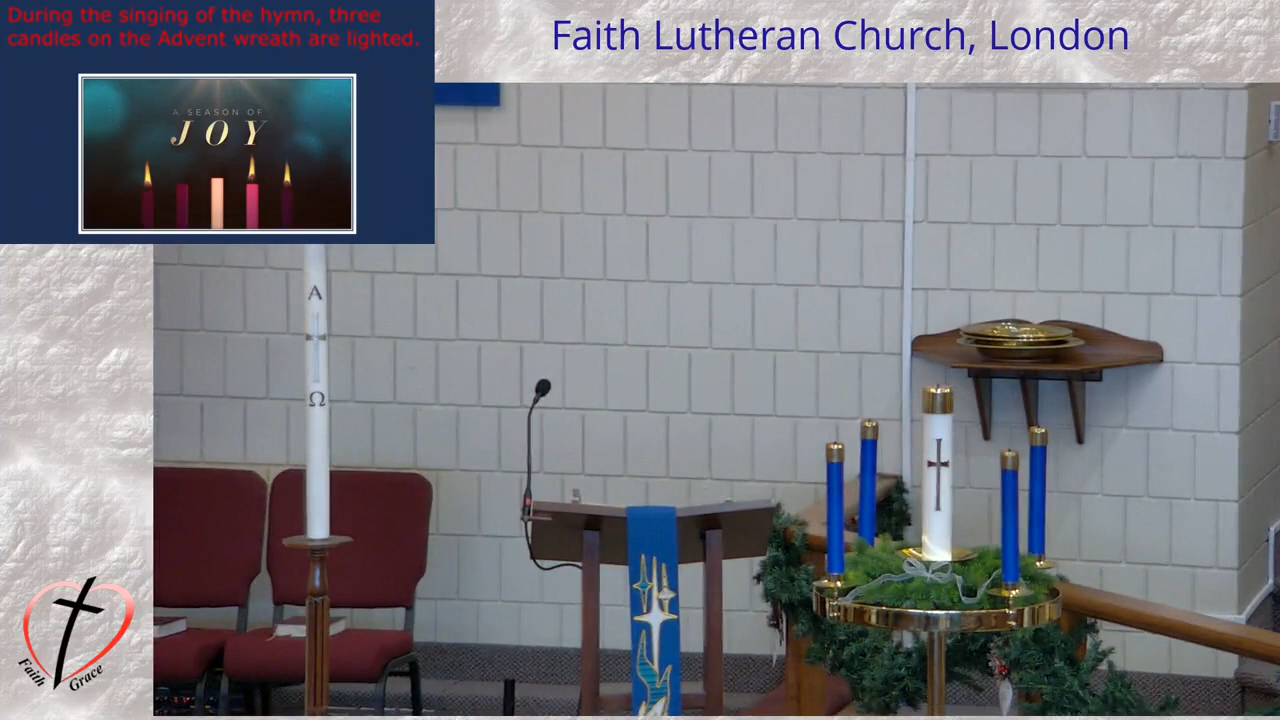 During the singing of the hymn, three
candles on the Advent wreath are lighted.
Faith Lutheran Church, London
A SEASON OF
JOY
Α
Ω
Faith Grace